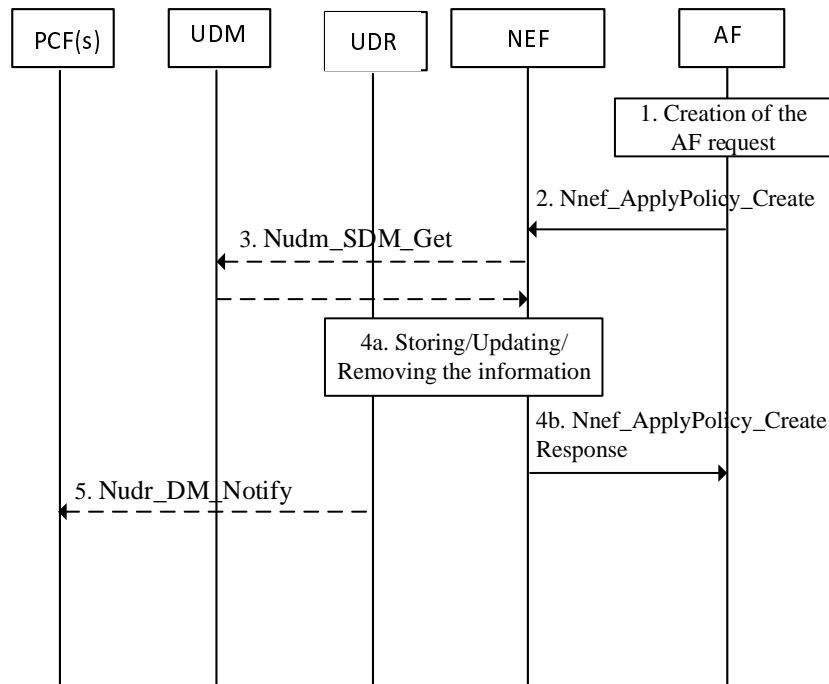 PCF(s)
UDM
UDR
NEF
AF
1. Creation of the
AF request
2. Nnef_ApplyPolicy_Create
3. Nudm_SDM_Get
4a. Storing/Updating/
Removing the information
4b. Nnef_ApplyPolicy_Create
Response
5. Nudr_DM_Notify